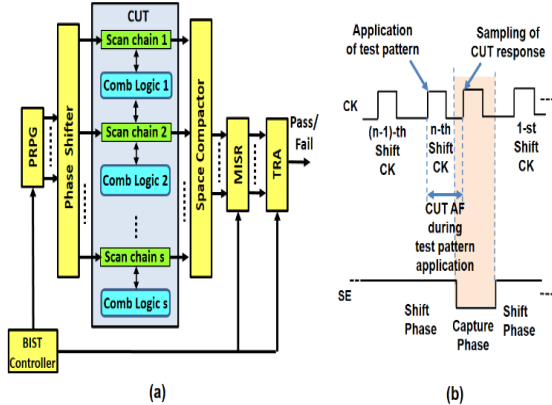 CUT
Scan chain 1
Comb Logic 1
Scan chain 2
Comb Logic 2
Scan chain s
Comb Logic s
PRPG
Phase Shifter
Space Compactor
MISR
TRA
Pass/
Fail
BIST
Controller
(a)
Application
of test pattern
Sampling of
CUT response
CK
(n-1)-th
Shift
CK
n-th
Shift
CK
1-st
Shift
CK
CUT AF
during
test pattern
application
SE
Shift
Phase
Capture
Phase
Shift
Phase
(b)